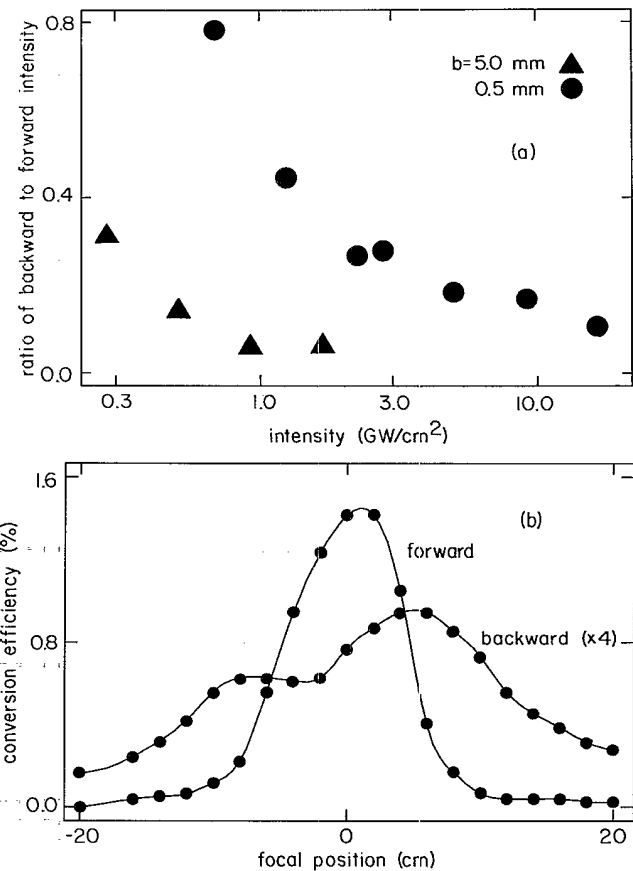 0.8
0.4
0.0
ratio of backward to forward intensity
b=5.0 mm
0.5 mm
(a)
0.3 1.0 3.0 10.0
intensity (GW/cm²)
1.6
0.8
0.0
conversion efficiency (%)
(b)
forward
backward (x4)
-20 0 20
focal position (cm)